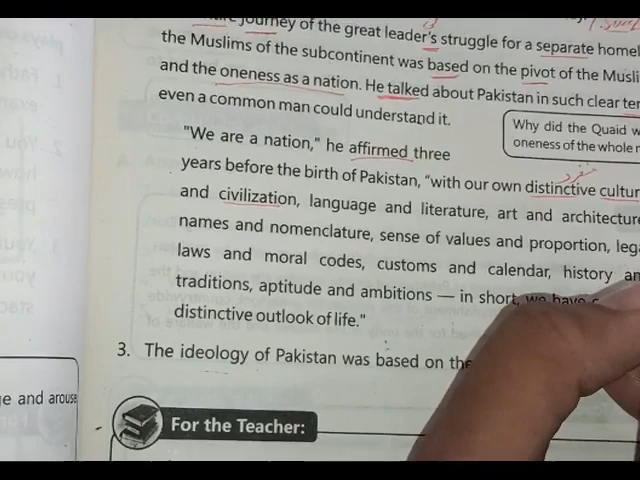 journey of the great leader's struggle for a separate homel
the Muslims of the subcontinent was based on the pivot of the Musli
and the oneness as a nation. He talked about Pakistan in such clear ter
even a common man could understand it.
Why did the Quaid w
oneness of the whole n
"We are a nation," he affirmed three
years before the birth of Pakistan, "with our own distinctive cultur
and civilization, language and literature, art and architecture
names and nomenclature, sense of values and proportion, lega
laws and moral codes, customs and calendar, history an
traditions, aptitude and ambitions — in short, we have
distinctive outlook of life."
3. The ideology of Pakistan was based on the
e and arouse
For the Teacher: